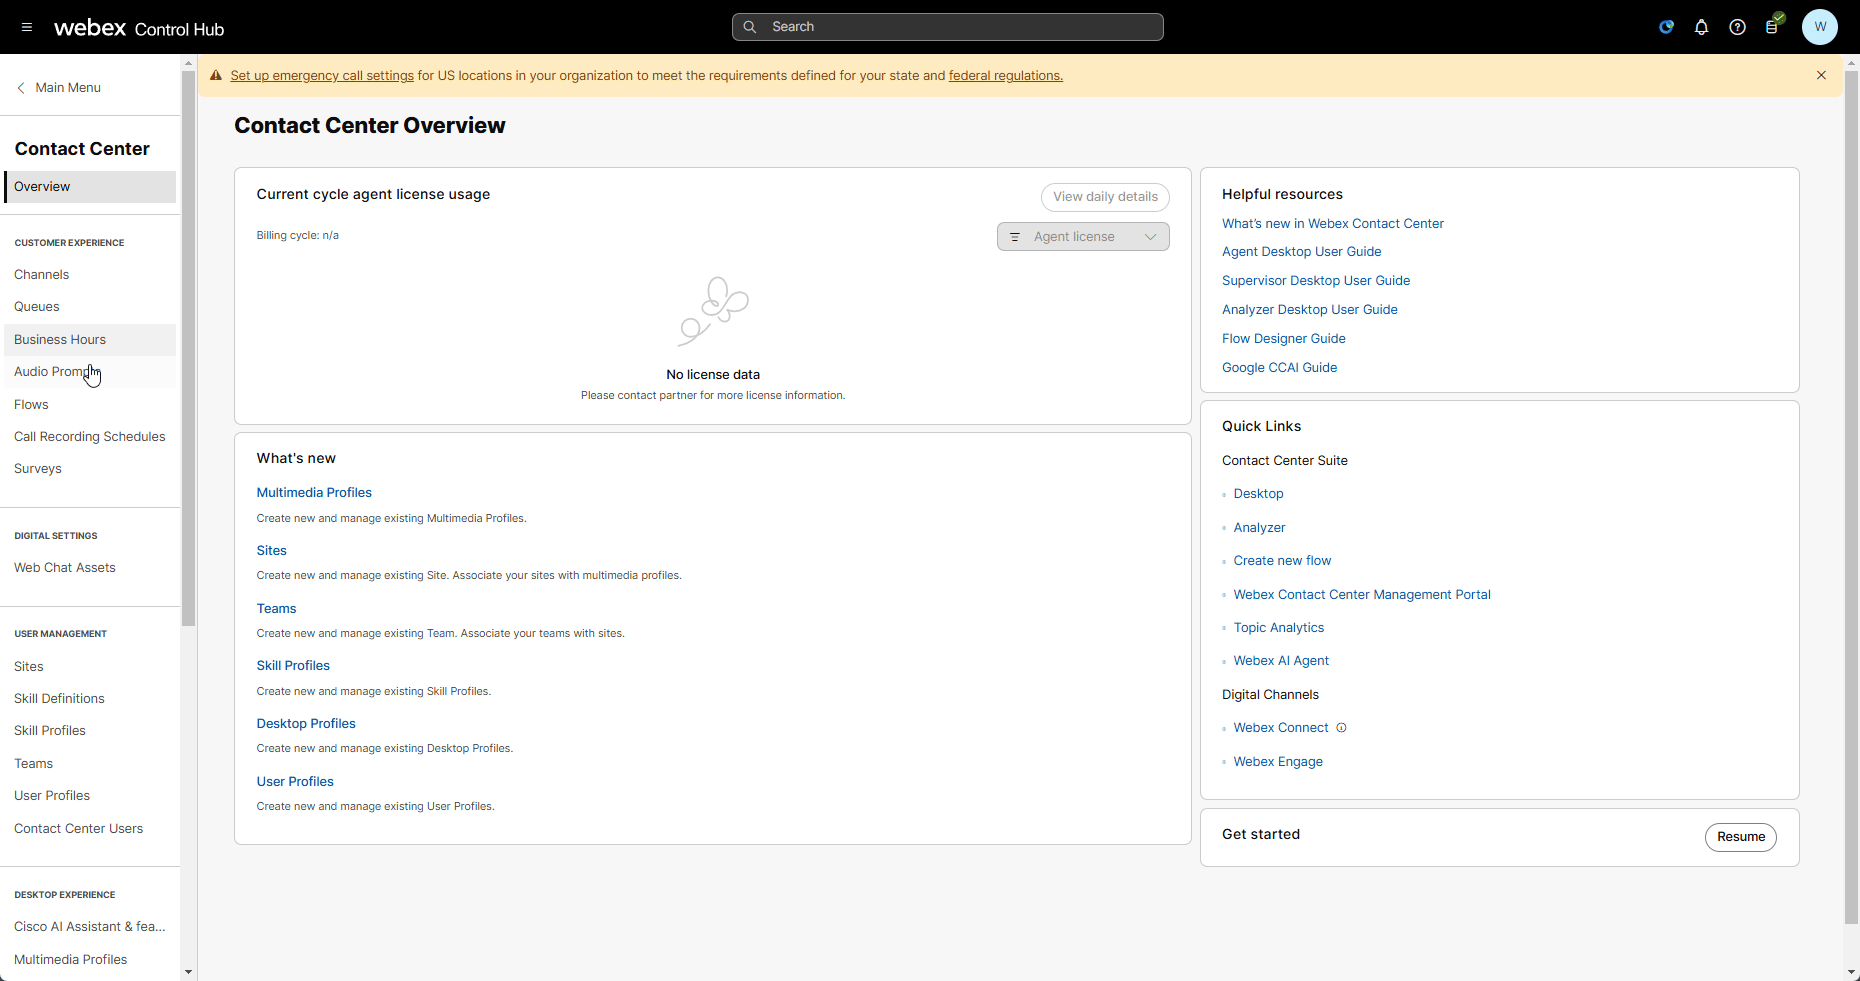 webex Control Hub
Search
W
Set up emergency call settings for US locations in your organization to meet the requirements defined for your state and federal regulations.
Main Menu
Contact Center
Overview
CUSTOMER EXPERIENCE
Channels
Queues
Business Hours
Audio Prompts
Flows
Call Recording Schedules
Surveys
DIGITAL SETTINGS
Web Chat Assets
USER MANAGEMENT
Sites
Skill Definitions
Skill Profiles
Teams
User Profiles
Contact Center Users
DESKTOP EXPERIENCE
Cisco AI Assistant & fea...
Multimedia Profiles
Contact Center Overview
Current cycle agent license usage
View daily details
Billing cycle: n/a
Agent license
No license data
Please contact partner for more license information.
What's new
Multimedia Profiles
Create new and manage existing Multimedia Profiles.
Sites
Create new and manage existing Site. Associate your sites with multimedia profiles.
Teams
Create new and manage existing Team. Associate your teams with sites.
Skill Profiles
Create new and manage existing Skill Profiles.
Desktop Profiles
Create new and manage existing Desktop Profiles.
User Profiles
Create new and manage existing User Profiles.
Helpful resources
What's new in Webex Contact Center
Agent Desktop User Guide
Supervisor Desktop User Guide
Analyzer Desktop User Guide
Flow Designer Guide
Google CCAI Guide
Quick Links
Contact Center Suite
Desktop
Analyzer
Create new flow
Webex Contact Center Management Portal
Topic Analytics
Webex AI Agent
Digital Channels
Webex Connect
Webex Engage
Get started
Resume